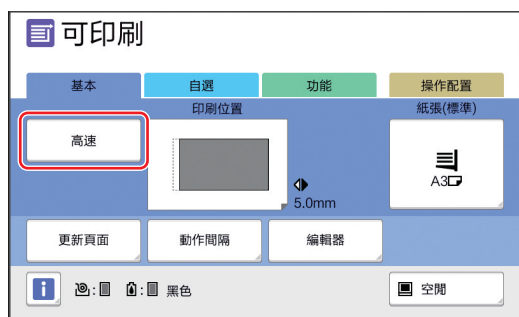 可印刷
基本 自選 功能 操作配置
印刷位置 紙張(標準)
高速
A3
5.0mm
更新頁面 動作間隔 編輯器
i : : 黑色 空閒